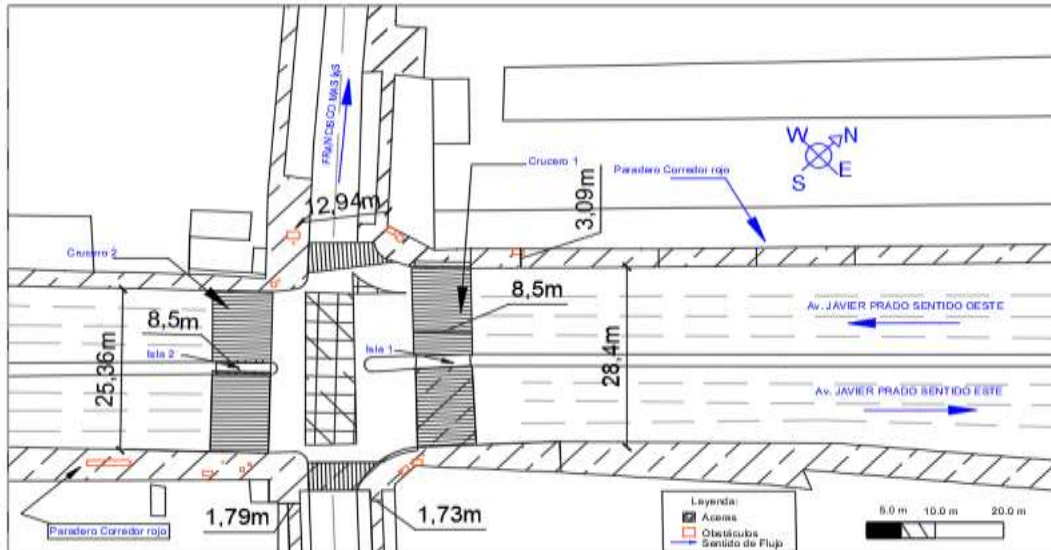 FRANCISCO MASIAS
12,94m
Crucero 1
Paradero Corredor rojo
3,09m
W
N
S
E
Crucero 2
8,5m
8,5m
Isla 2
Isla 1
25,36m
28,4m
Av. JAVIER PRADO SENTIDO OESTE
Av. JAVIER PRADO SENTIDO ESTE
1,79m
1,73m
Paradero Corredor rojo
Leyenda:
Aceras
Obstáculos
Sentido de Flujo
5.0 m
10.0 m
20.0 m